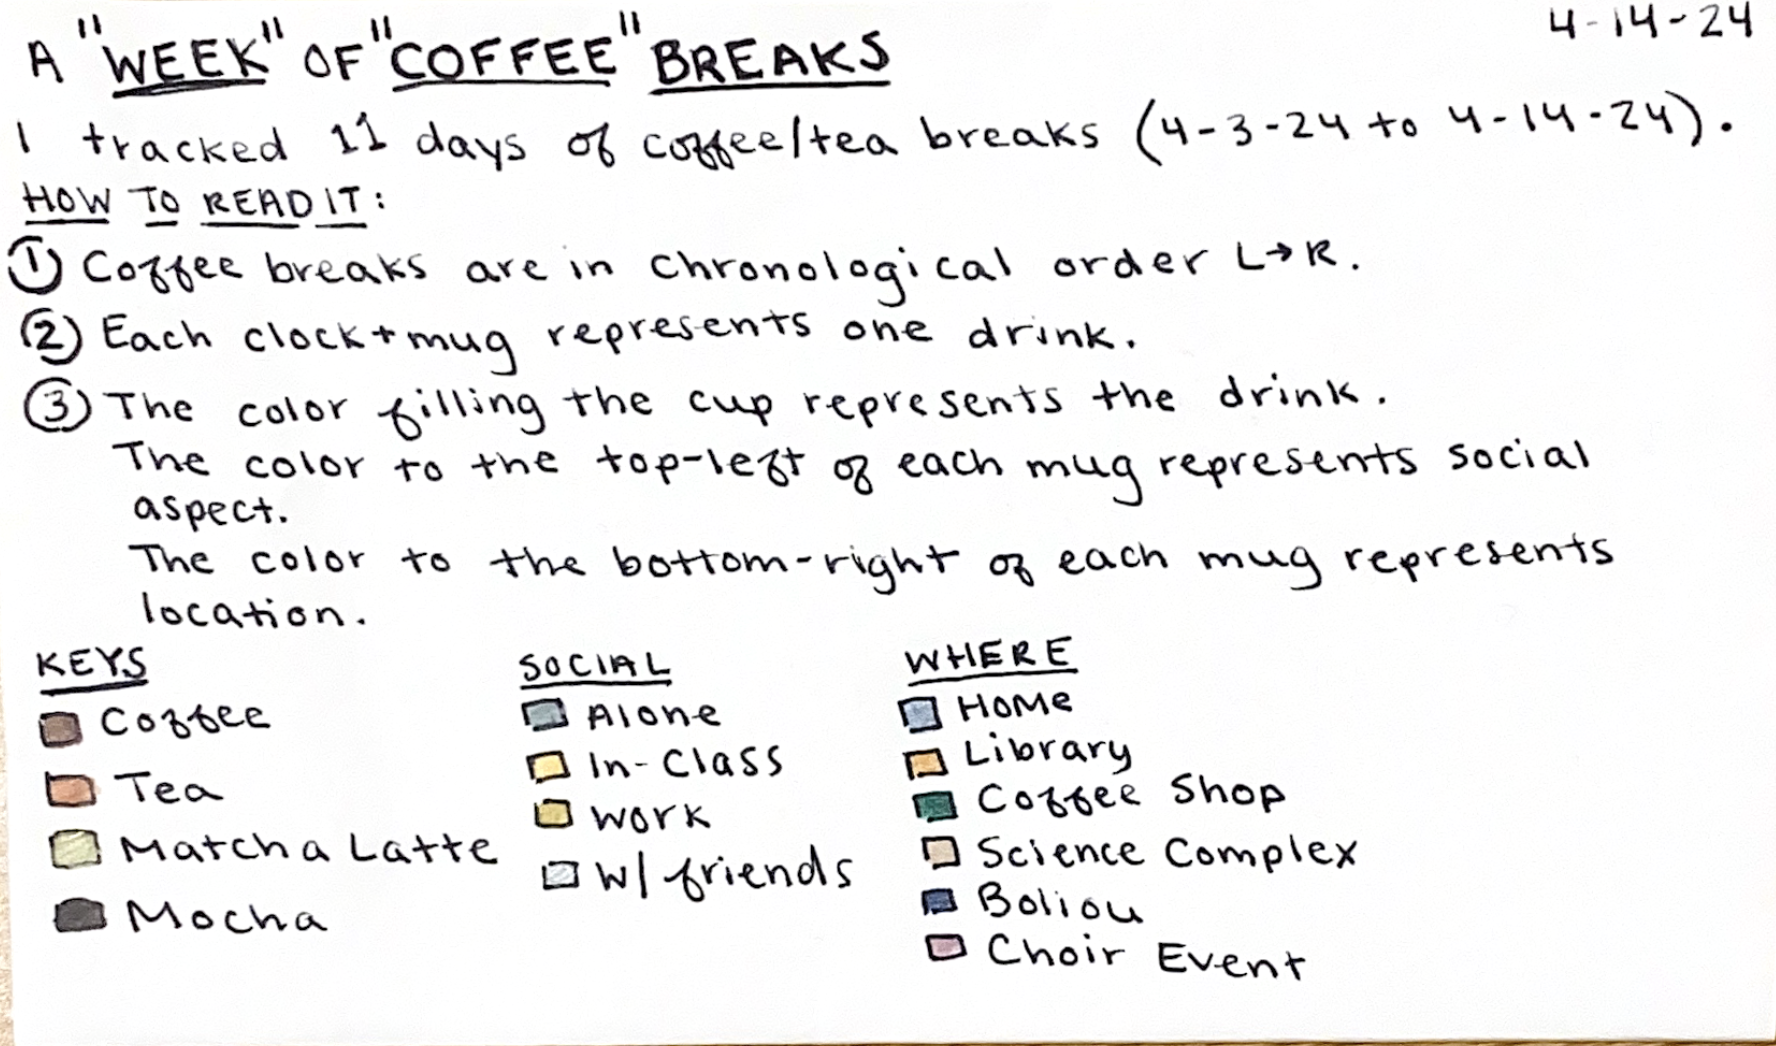 4-14-24
A "WEEK" OF "COFFEE" BREAKS
I tracked 11 days of coffee/tea breaks (4-3-24 to 4-14-24).
HOW TO READ IT:
① Coffee breaks are in chronological order L→R.
② Each clock+mug represents one drink.
③ The color filling the cup represents the drink.
The color to the top-left of each mug represents social
aspect.
The color to the bottom-right of each mug represents
location.
KEYS
Coffee
Tea
Matcha Latte
Mocha
SOCIAL
Alone
In-Class
Work
W/ friends
WHERE
HOMe
Library
Coffee Shop
Science Complex
Boliou
Choir Event